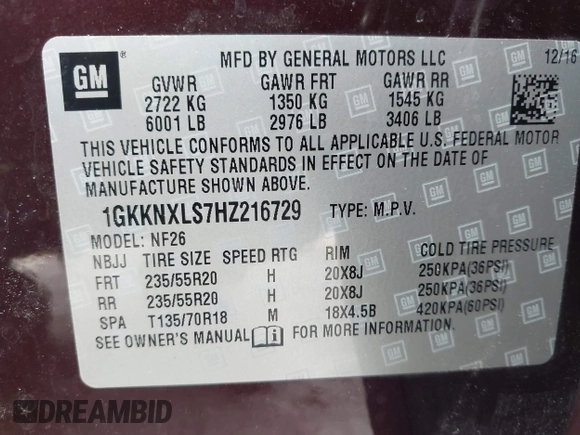 GM
MFD BY GENERAL MOTORS LLC 12/16
GVWR GAWR FRT GAWR RR
2722 KG 1350 KG 1545 KG
6001 LB 2976 LB 3406 LB
THIS VEHICLE CONFORMS TO ALL APPLICABLE U.S. FEDERAL MOTOR
VEHICLE SAFETY STANDARDS IN EFFECT ON THE DATE OF
MANUFACTURE SHOWN ABOVE.
1GKKNXLS7HZ216729 TYPE: M.P.V.
MODEL: NF26
NBJJ TIRE SIZE SPEED RTG RIM COLD TIRE PRESSURE
FRT 235/55R20 H 20X8J 250KPA(36PSI)
RR 235/55R20 H 20X8J 250KPA(36PSI)
SPA T135/70R18 M 18X4.5B 420KPA(60PSI)
SEE OWNER'S MANUAL FOR MORE INFORMATION.
DREAMBID